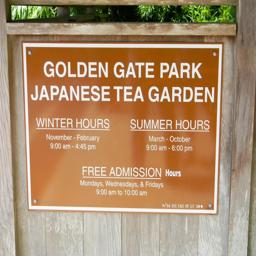 GOLDEN GATE PARK
JAPANESE TEA GARDEN
WINTER HOURS
November - February
9:00 am - 4:45 pm
SUMMER HOURS
March - October
9:00 am - 6:00 pm
FREE ADMISSION Hours
Mondays, Wednesdays, & Fridays
9:00 am to 10:00 am